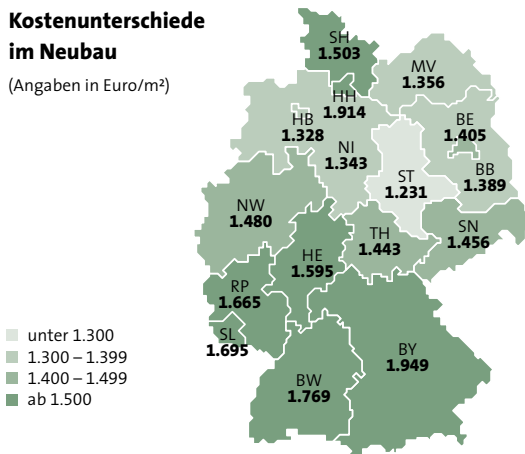 Kostenunterschiede
im Neubau
(Angaben in Euro/m²)
SH
1.503
MV
1.356
HH
1.914
HB
1.328
BE
1.405
NI
1.343
BB
1.389
ST
1.231
NW
1.480
SN
1.456
TH
1.443
HE
1.595
RP
1.665
SL
1.695
BY
1.949
BW
1.769
unter 1.300
1.300 – 1.399
1.400 – 1.499
ab 1.500